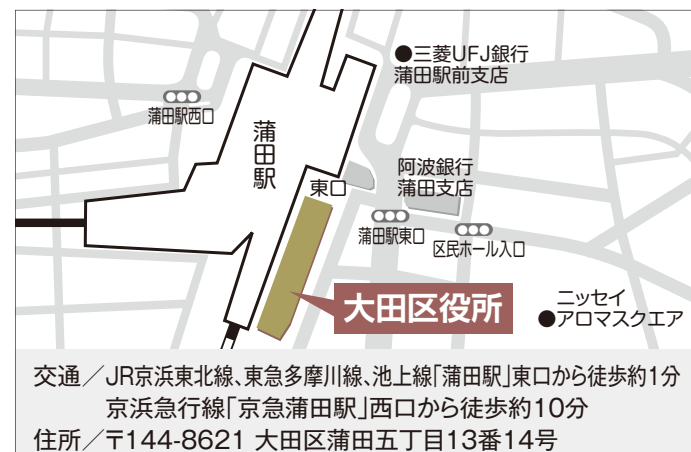 ●三菱UFJ銀行
蒲田駅前支店
蒲田駅西口
蒲田駅
東口
阿波銀行
蒲田支店
蒲田駅東口
区民ホール入口
大田区役所
ニッセイ
●アロマスクエア
交通／JR京浜東北線、東急多摩川線、池上線「蒲田駅」東口から徒歩約1分
京浜急行線「京急蒲田駅」西口から徒歩約10分
住所／〒144-8621 大田区蒲田五丁目13番14号